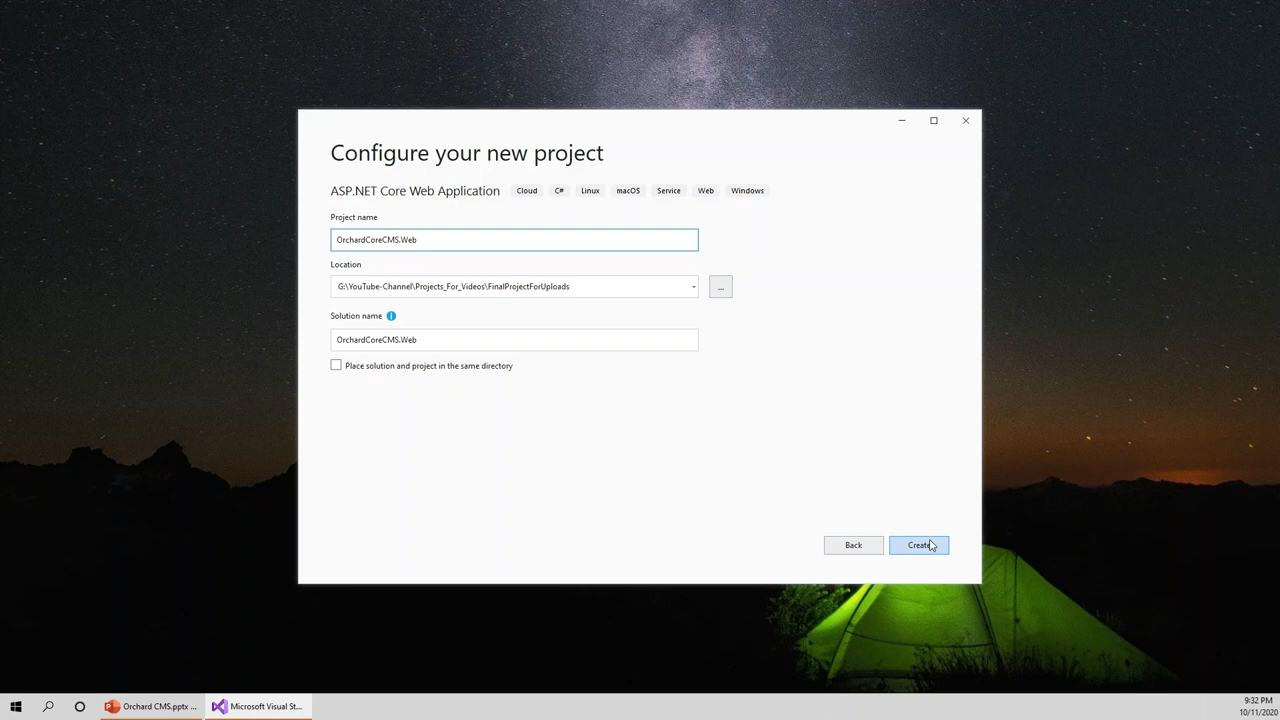 Configure your new project
ASP.NET Core Web Application Cloud C# Linux macOS Service Web Windows
Project name
OrchardCoreCMS.Web
Location
G:\YouTube-Channel\Projects_For_Videos\FinalProjectForUploads
...
Solution name
OrchardCoreCMS.Web
Place solution and project in the same directory
Back Create
Orchard CMS.pptx ... Microsoft Visual St...
9:32 PM
10/11/2020